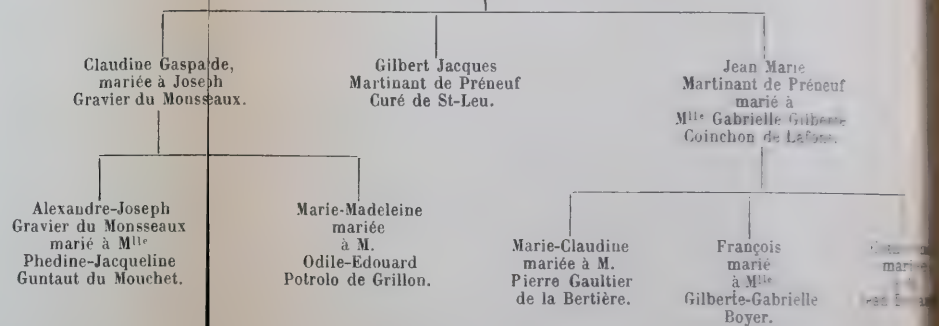 Claudine Gasparde,
mariée à Joseph
Gravier du Monsseaux.
Gilbert Jacques
Martinant de Préneuf
Curé de St-Leu.
Jean Marie
Martinant de Préneuf
marié à
Mlle Gabrielle Gilberte
Coinchon de Lafont.
Alexandre-Joseph
Gravier du Monsseaux
marié à Mlle
Phedine-Jacqueline
Guntaut du Mouchet.
Marie-Madeleine
mariée
à M.
Odile-Edouard
Potrolo de Grillon.
Marie-Claudine
mariée à M.
Pierre Gaultier
de la Bertière.
François
marié
à Mlle
Gilberte-Gabrielle
Boyer.